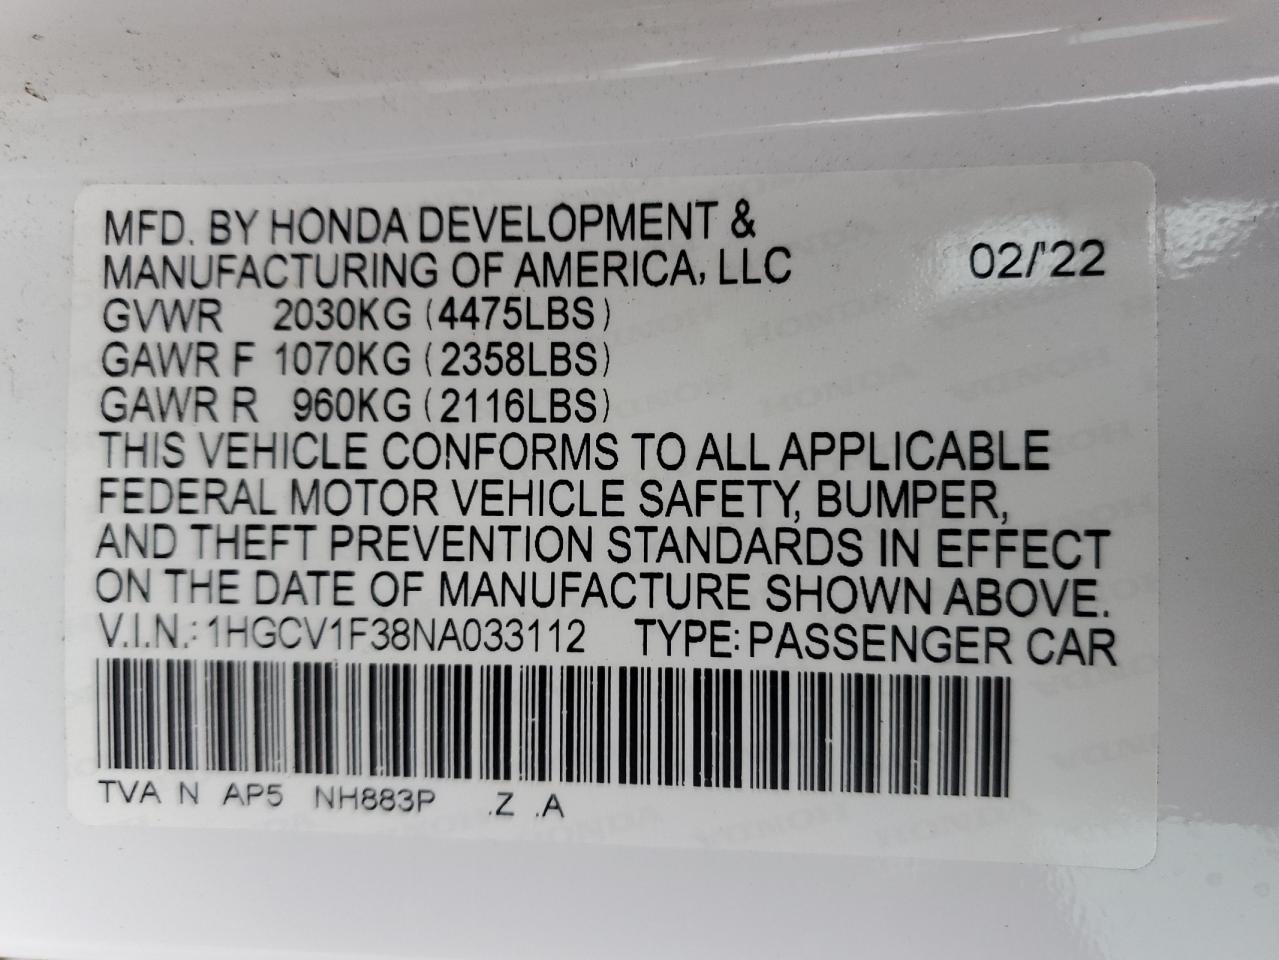 MFD. BY HONDA DEVELOPMENT &
MANUFACTURING OF AMERICA, LLC 02/'22
GVWR 2030KG (4475LBS)
GAWR F 1070KG (2358LBS)
GAWR R 960KG (2116LBS)
THIS VEHICLE CONFORMS TO ALL APPLICABLE
FEDERAL MOTOR VEHICLE SAFETY, BUMPER,
AND THEFT PREVENTION STANDARDS IN EFFECT
ON THE DATE OF MANUFACTURE SHOWN ABOVE.
V.I.N.: 1HGCV1F38NA033112 TYPE: PASSENGER CAR
TVA N AP5 NH883P .Z .A